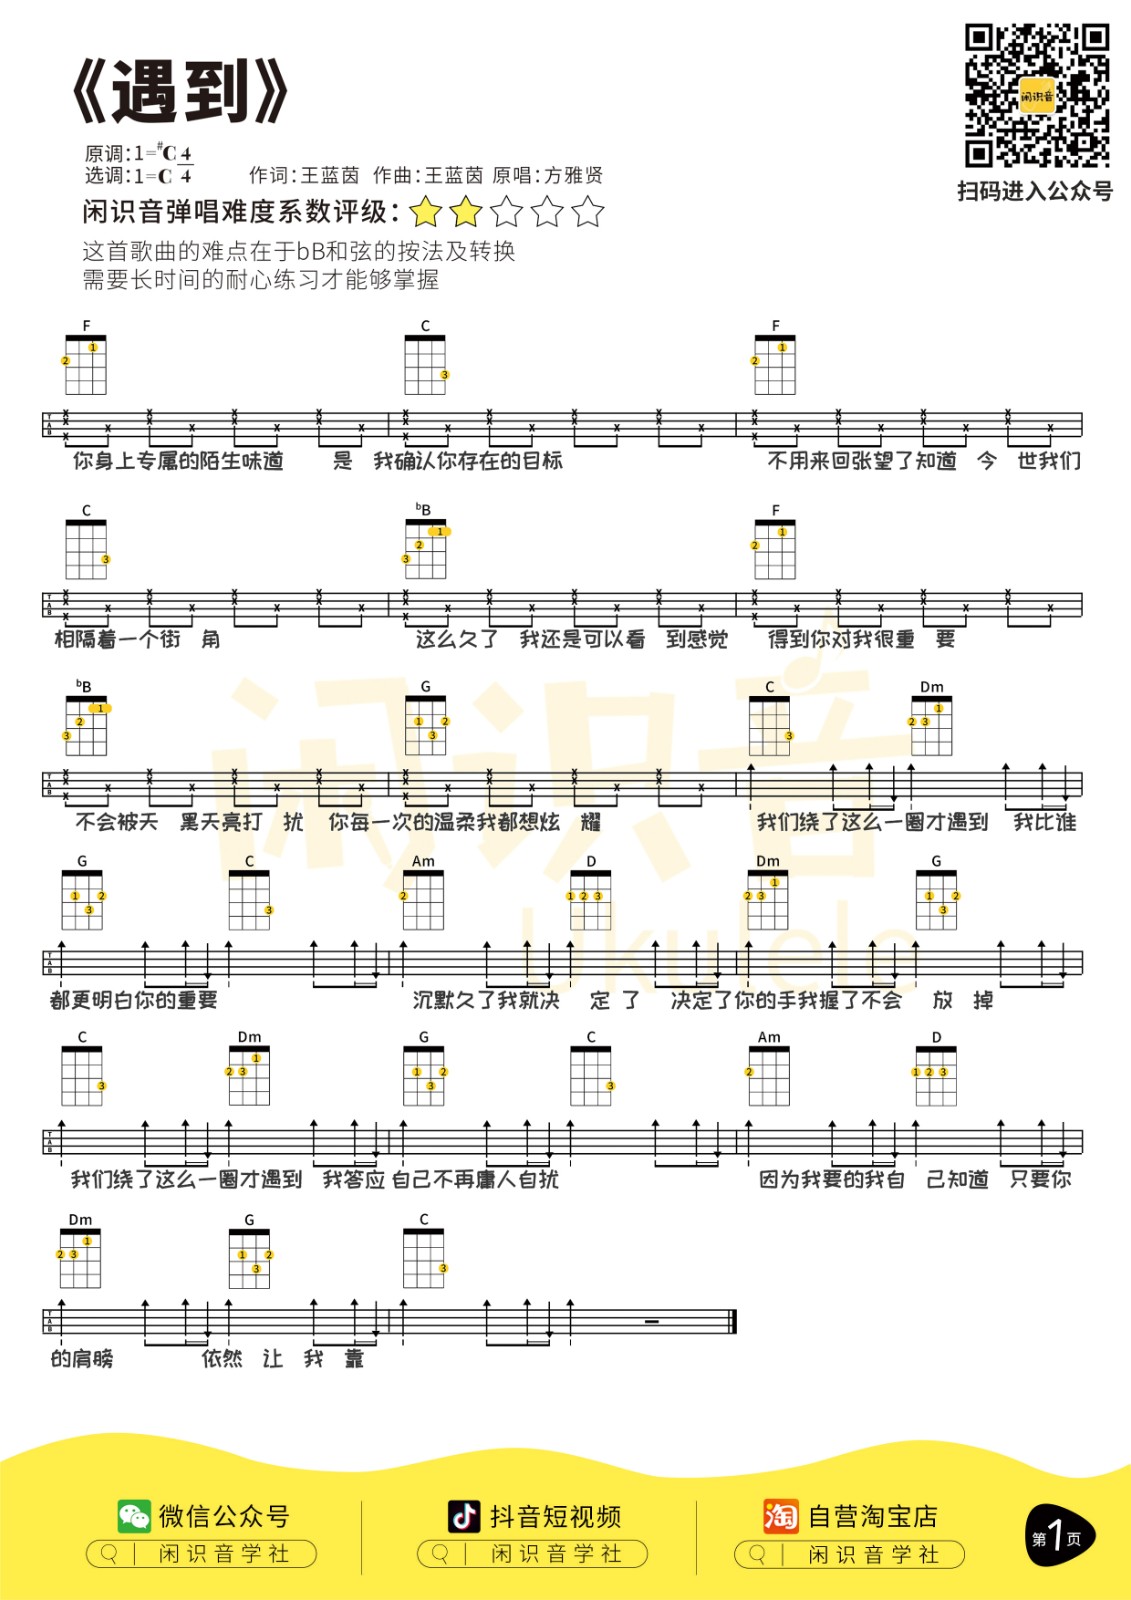 《遇到》
扫码进入公众号
原调:1=#C 4/4
选调:1=C
作词:王蓝茵 作曲:王蓝茵 原唱:方雅贤
闲识音弹唱难度系数评级:
这首歌曲的难点在于bB和弦的按法及转换
需要长时间的耐心练习才能够掌握
F C F
你身上专属的陌生味道 是 我确认你存在的目标 不用来回张望了知道 今 世我们
C bB F
相隔着一个街 角 这么久了 我还是可以看 到感觉 得到你对我很重 要
bB G C Dm
不会被天 黑天亮打 扰 你每一次的温柔我都想炫 耀 我们绕了这么一圈才遇到 我比谁
G C Am D Dm G
都更明白你的重要 沉默久了我就决 定 了 决定了你的手我握了不会 放 掉
C Dm G C Am D
我们绕了这么一圈才遇到 我答应 自己不再庸人自扰 因为我要的我自 己知道 只要你
Dm G C
的肩膀 依然 让 我 靠
闲识音
Ukulele
微信公众号 抖音短视频 自营淘宝店
闲识音学社 闲识音学社 闲识音学社
第1页